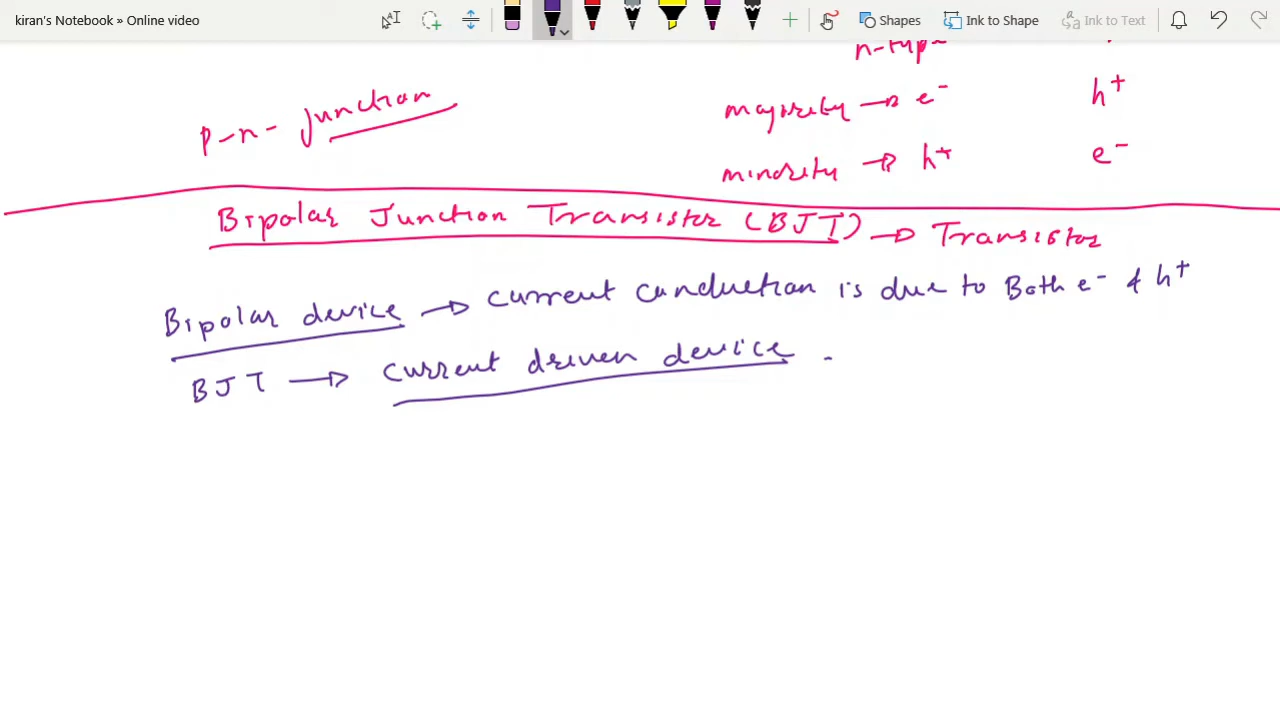 kiran's Notebook » Online video
Shapes
Ink to Shape
Ink to Text
n-type
majority → e⁻ h⁺
p-n- junction
minority → h⁺ e⁻
Bipolar Junction Transistor (BJT) → Transistor
Bipolar device → current conduction is due to Both e⁻ & h⁺
BJT → current driven device -